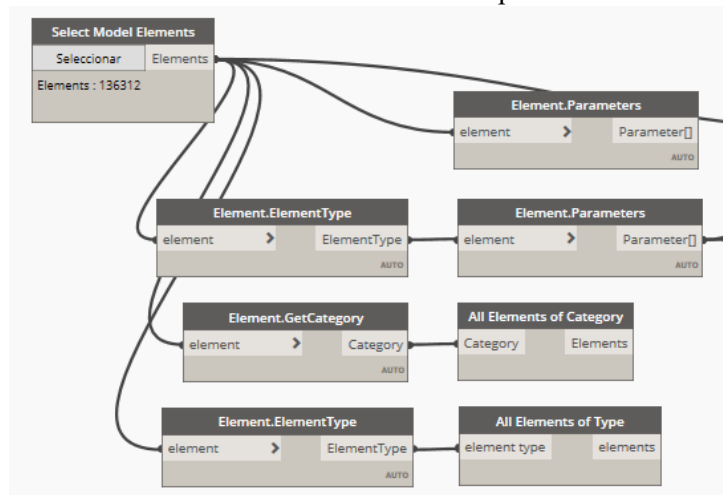 Select Model Elements
Seleccionar Elements
Elements : 136312
Element.Parameters
element > Parameter[]
AUTO
Element.ElementType
element > ElementType
AUTO
Element.Parameters
element > Parameter[]
AUTO
Element.GetCategory
element > Category
AUTO
All Elements of Category
Category Elements
Element.ElementType
element > ElementType
AUTO
All Elements of Type
element type elements